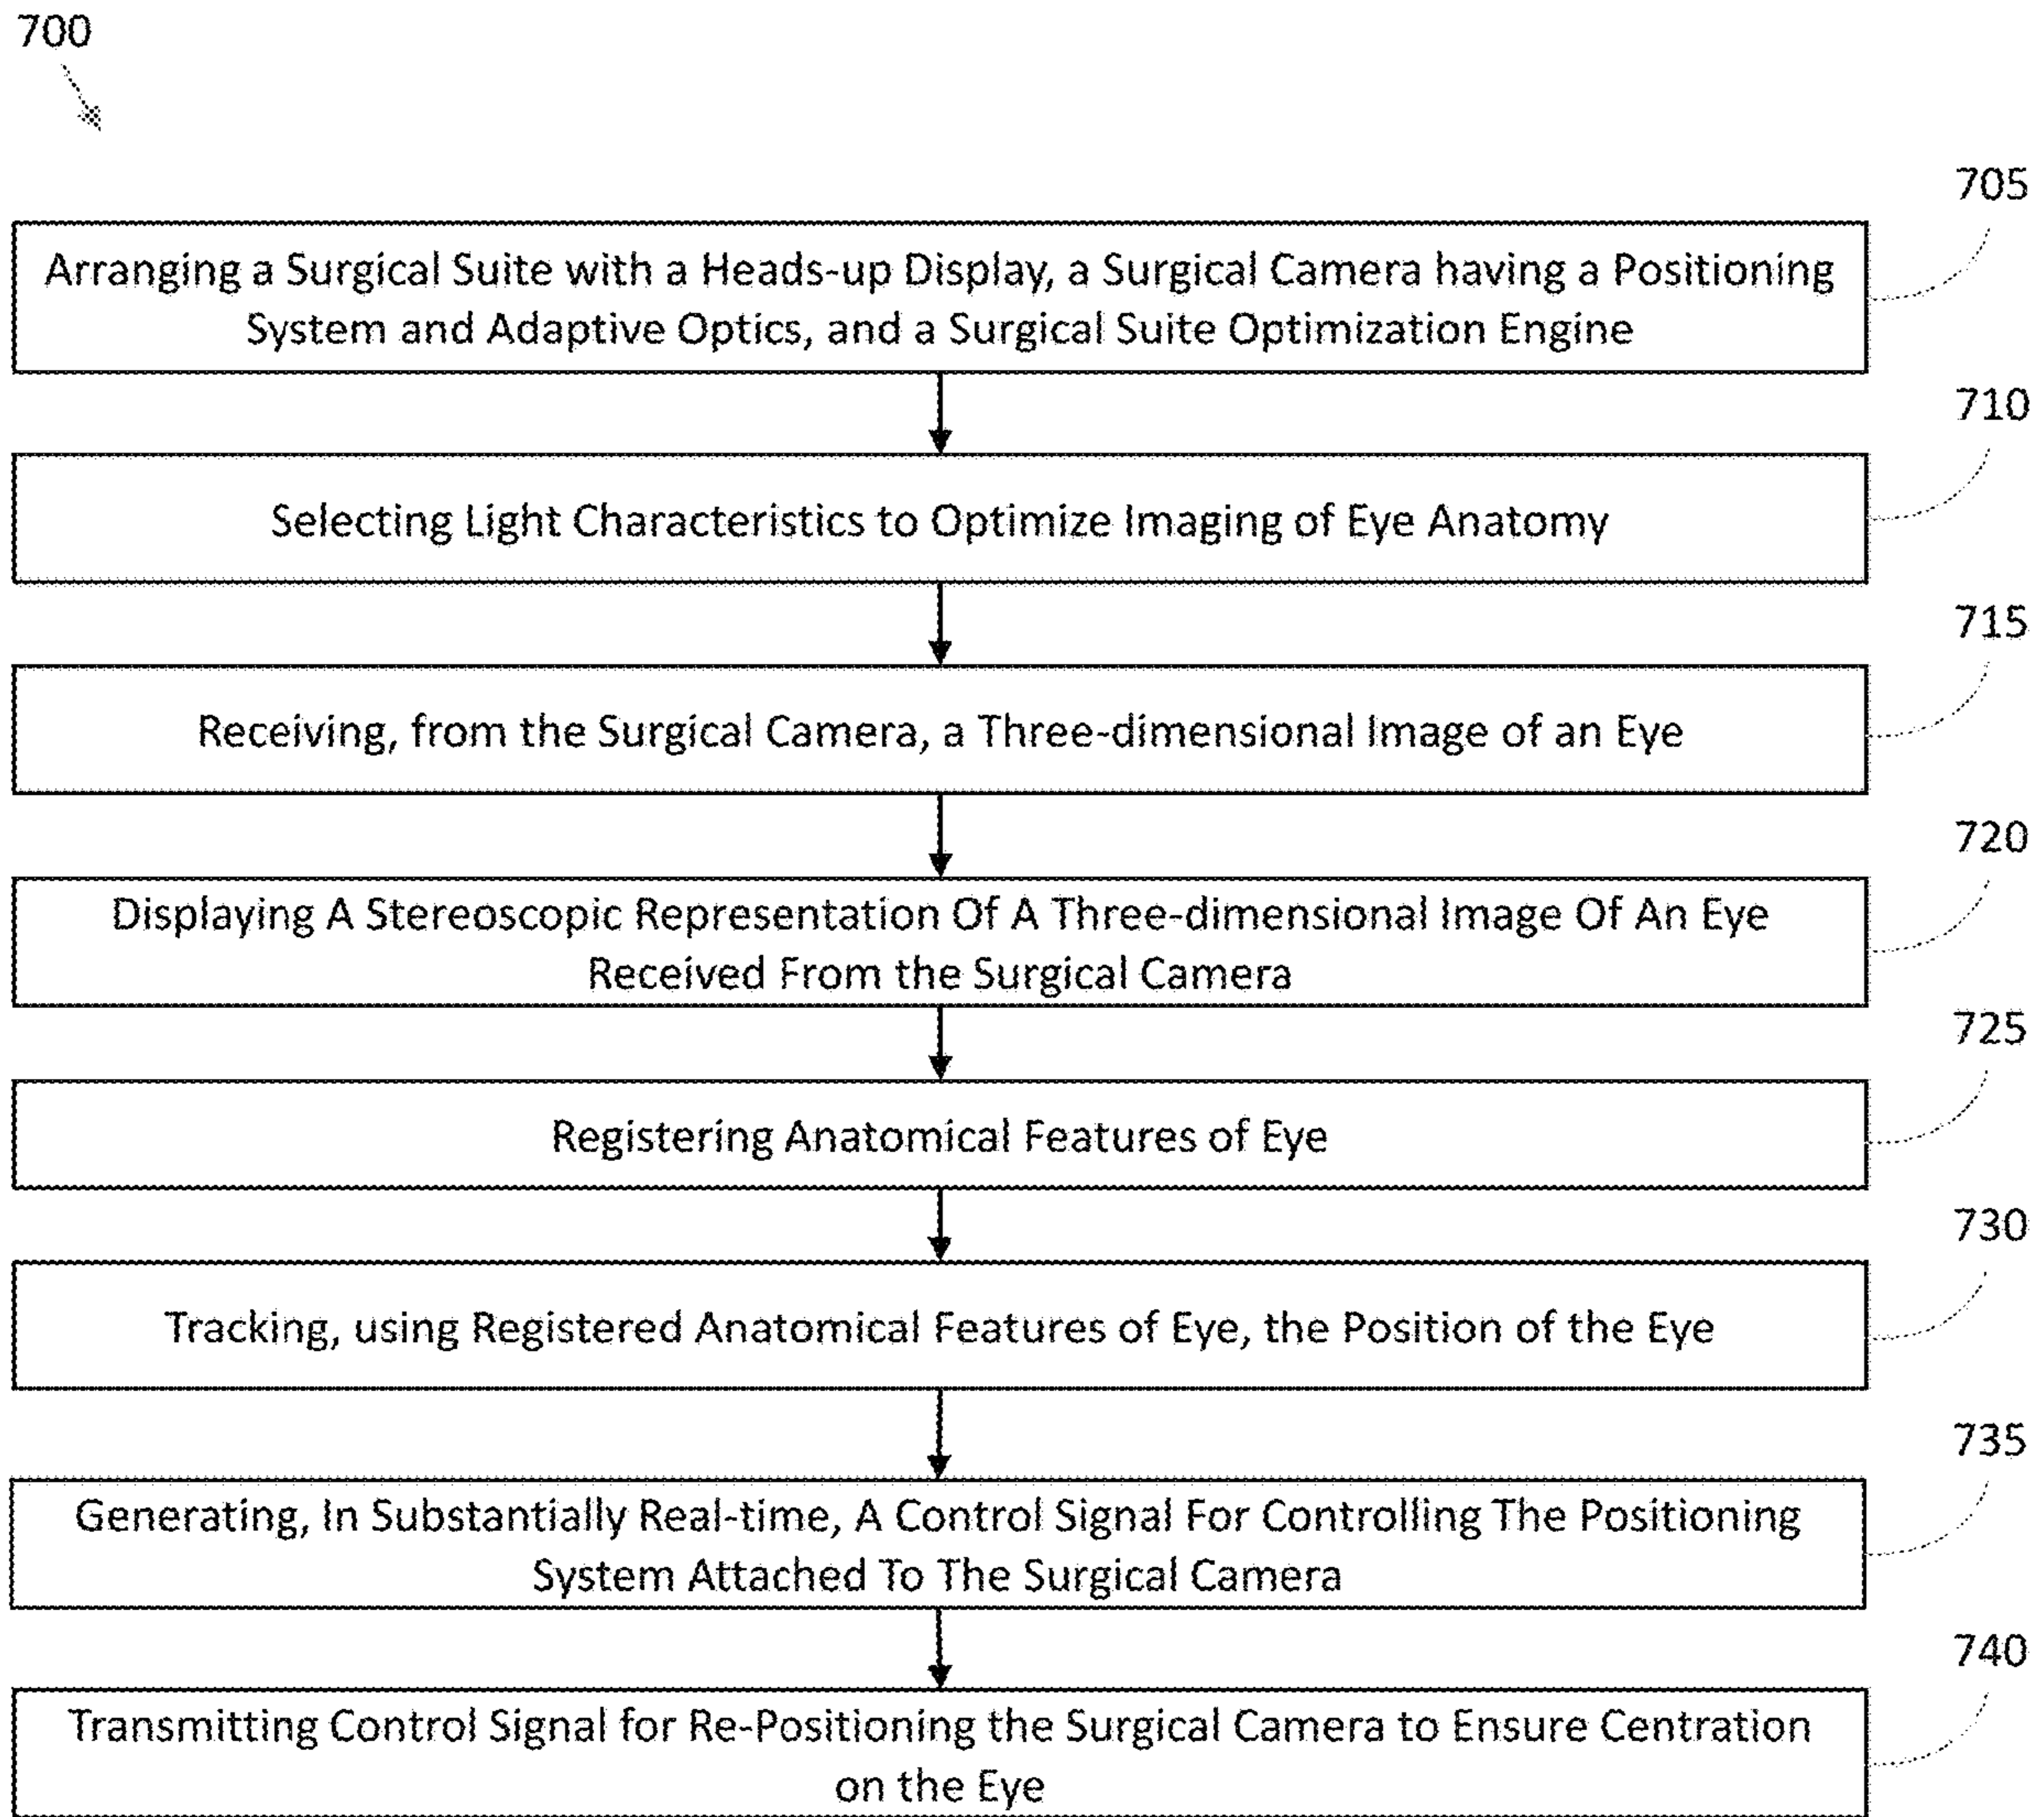 700
705
Arranging a Surgical Suite with a Heads-up Display, a Surgical Camera having a Positioning
System and Adaptive Optics, and a Surgical Suite Optimization Engine
710
Selecting Light Characteristics to Optimize Imaging of Eye Anatomy
715
Receiving, from the Surgical Camera, a Three-dimensional Image of an Eye
720
Displaying A Stereoscopic Representation Of A Three-dimensional Image Of An Eye
Received From the Surgical Camera
725
Registering Anatomical Features of Eye
730
Tracking, using Registered Anatomical Features of Eye, the Position of the Eye
735
Generating, In Substantially Real-time, A Control Signal For Controlling The Positioning
System Attached To The Surgical Camera
740
Transmitting Control Signal for Re-Positioning the Surgical Camera to Ensure Centration
on the Eye